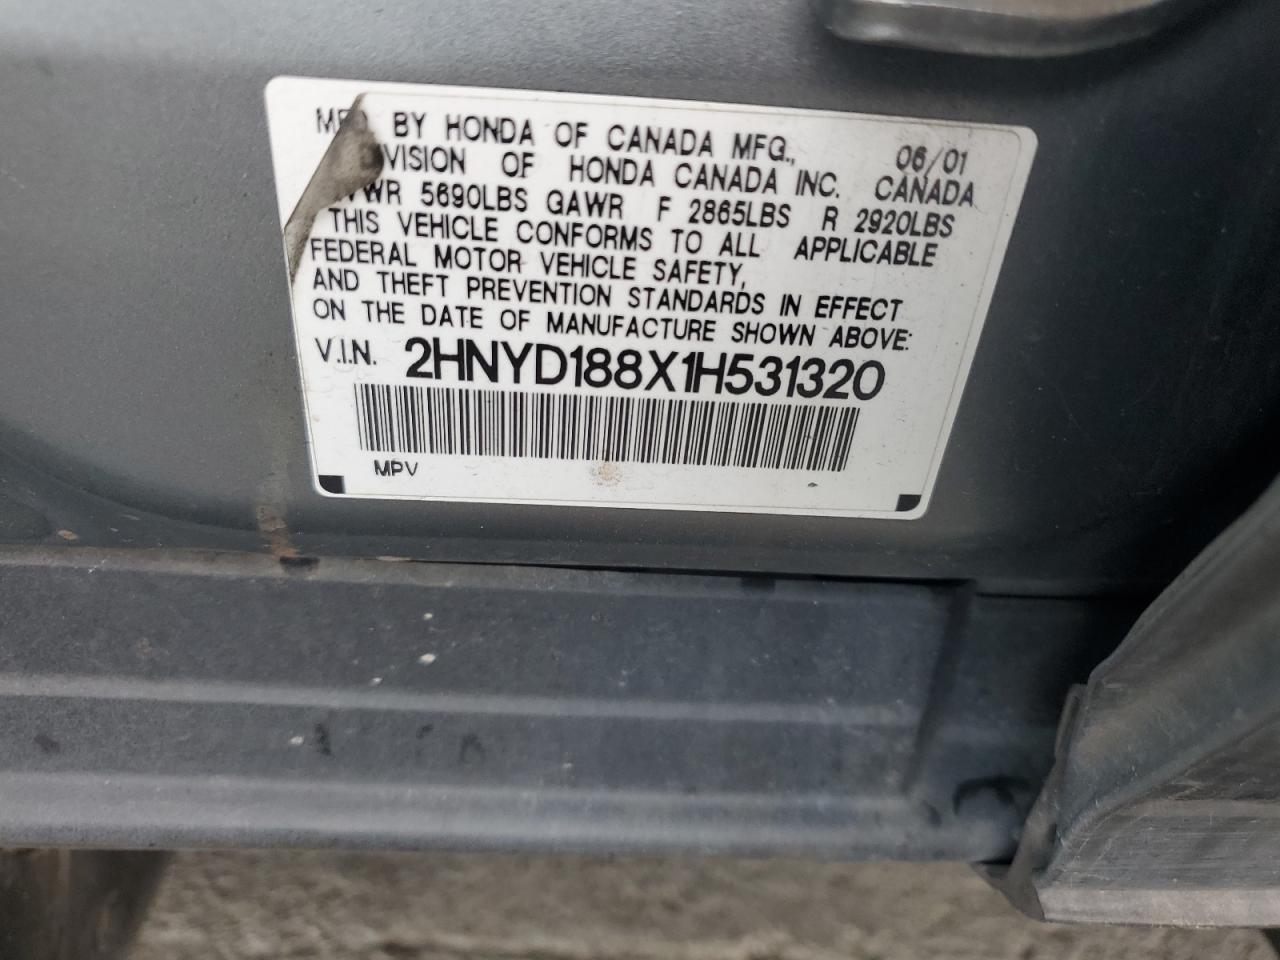 BY HONDA OF CANADA MFG., 06/01
DIVISION OF HONDA CANADA INC. CANADA
5690LBS GAWR F 2865LBS R 2920LBS
THIS VEHICLE CONFORMS TO ALL APPLICABLE
FEDERAL MOTOR VEHICLE SAFETY,
AND THEFT PREVENTION STANDARDS IN EFFECT
ON THE DATE OF MANUFACTURE SHOWN ABOVE:
V.I.N. 2HNYD188X1H531320
MPV